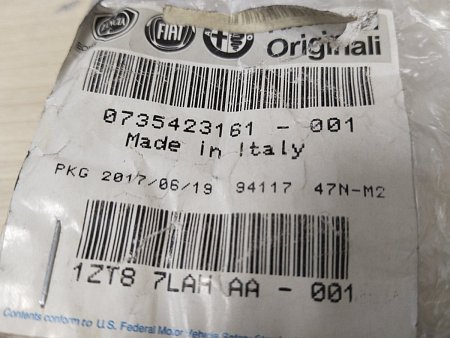 LANCIA FIAT
Originali
0735423161 - 001
Made in Italy
PKG 2017/06/19 94117 47N-M2
1ZT8 7LAH AA - 001
Contents conform to U.S. Federal Motor Vehicle